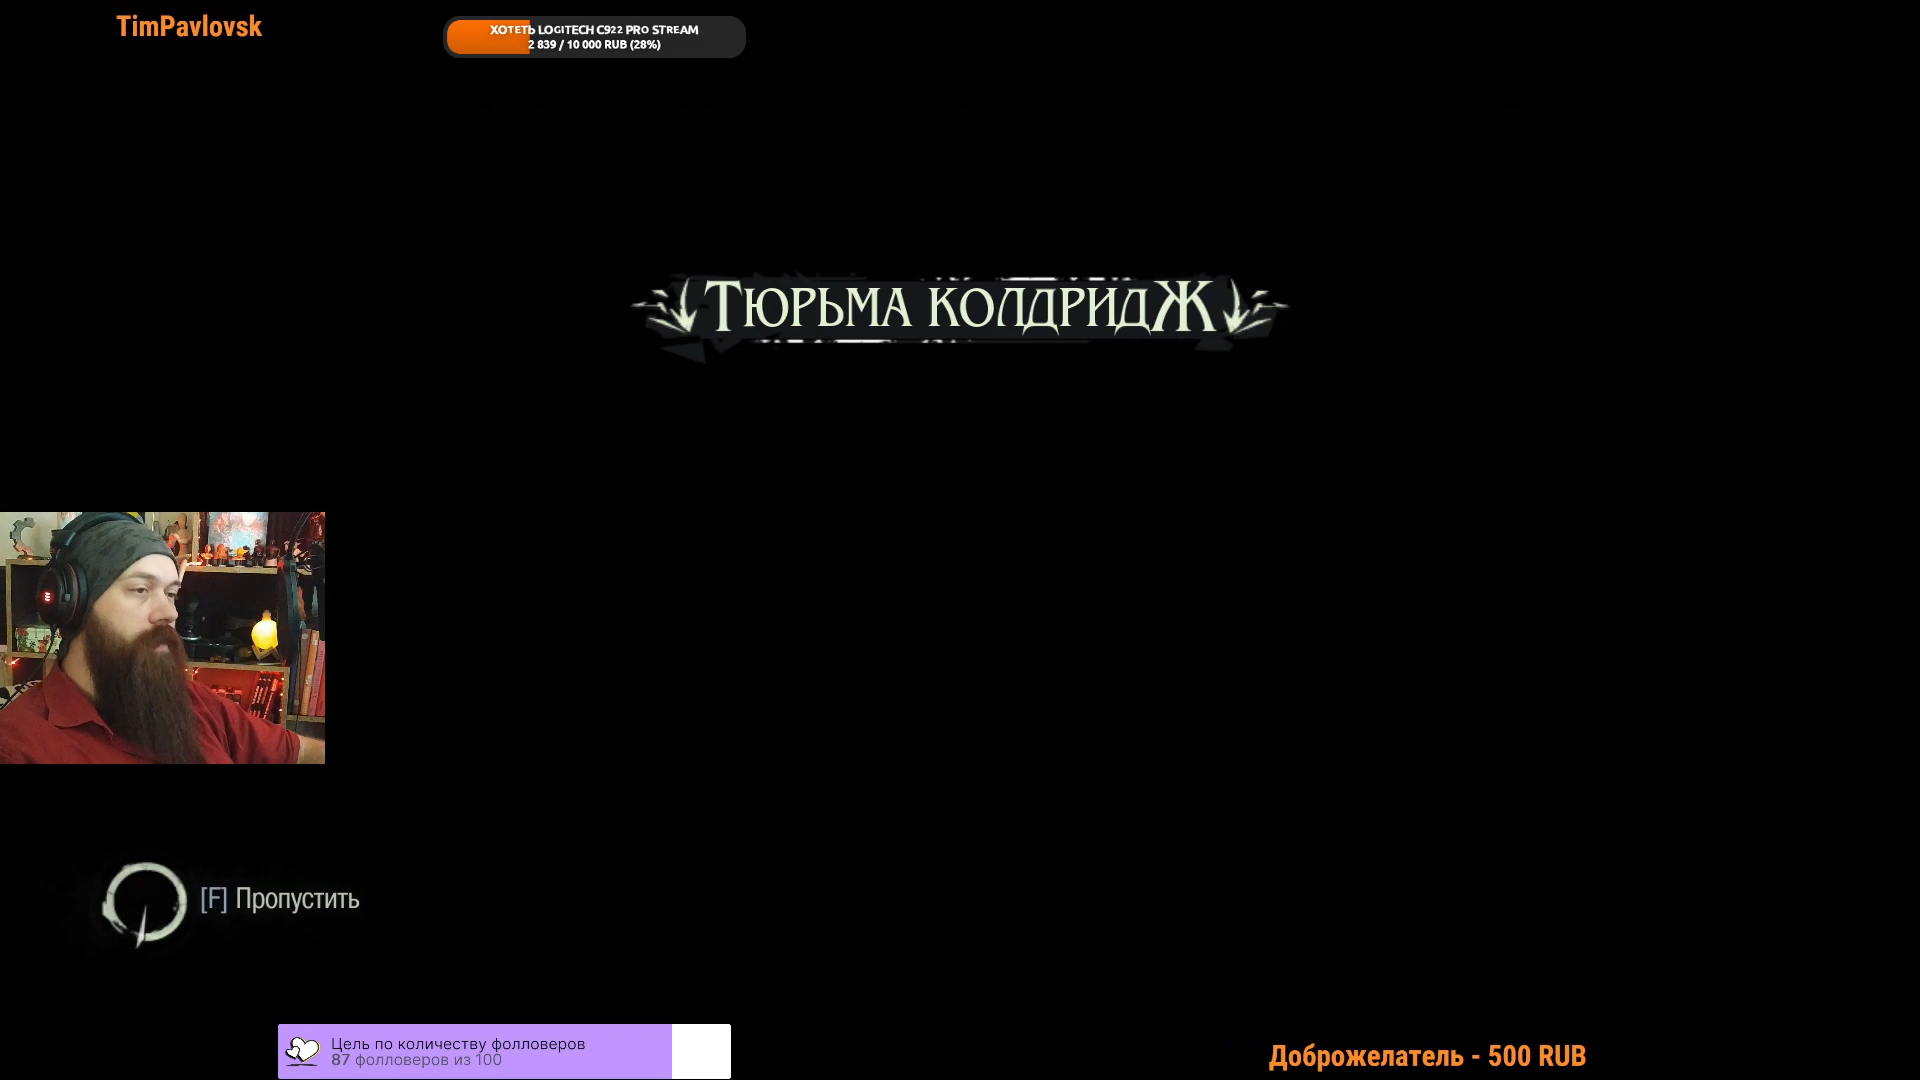 TimPavlovsk
ХОТЕТЬ LOGITECH C922 PRO STREAM
2 839 / 10 000 RUB (28%)
Тюрьма колдридЖ
[F] Пропустить
Цель по количеству фолловеров
87 фолловеров из 100
Доброжелатель - 500 RUB